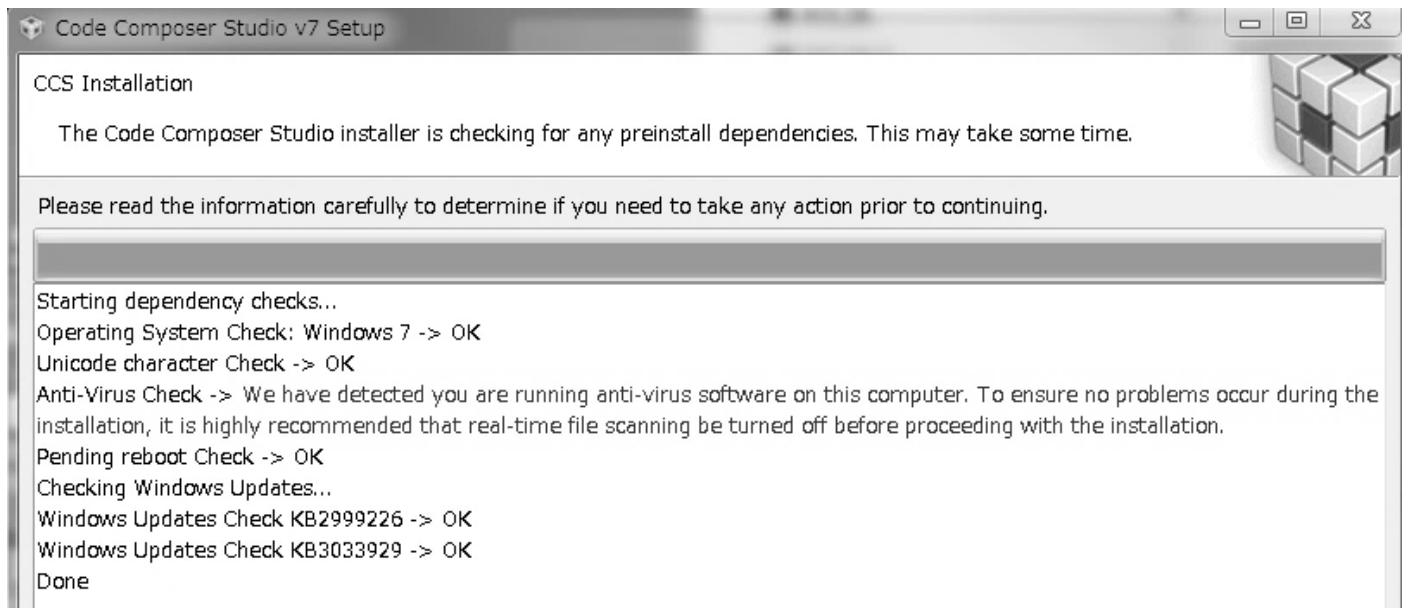 Code Composer Studio v7 Setup
CCS Installation
The Code Composer Studio installer is checking for any preinstall dependencies. This may take some time.
Please read the information carefully to determine if you need to take any action prior to continuing.
Starting dependency checks...
Operating System Check: Windows 7 -> OK
Unicode character Check -> OK
Anti-Virus Check -> We have detected you are running anti-virus software on this computer. To ensure no problems occur during the
installation, it is highly recommended that real-time file scanning be turned off before proceeding with the installation.
Pending reboot Check -> OK
Checking Windows Updates...
Windows Updates Check KB2999226 -> OK
Windows Updates Check KB3033929 -> OK
Done